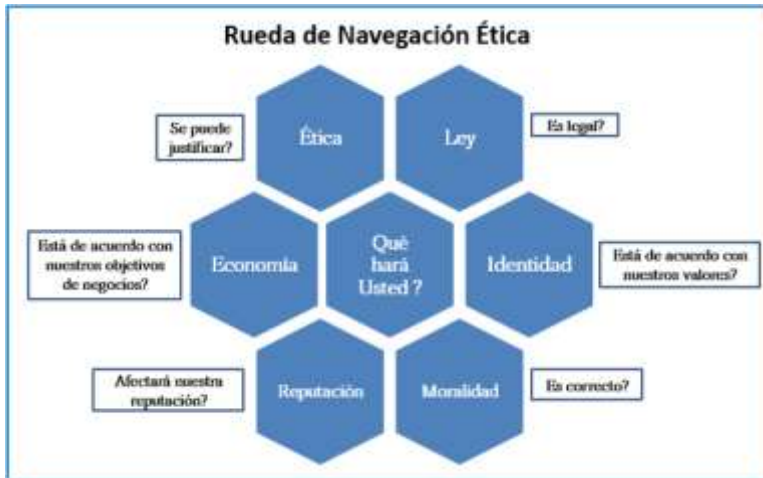 Rueda de Navegación Ética
Se puede
justificar?
Ética
Ley
Es legal?
Está de acuerdo con
nuestros objetivos
de negocios?
Economía
Qué
hará
Usted ?
Identidad
Está de acuerdo con
nuestros valores?
Afectará nuestra
reputación?
Reputación
Moralidad
Es correcto?